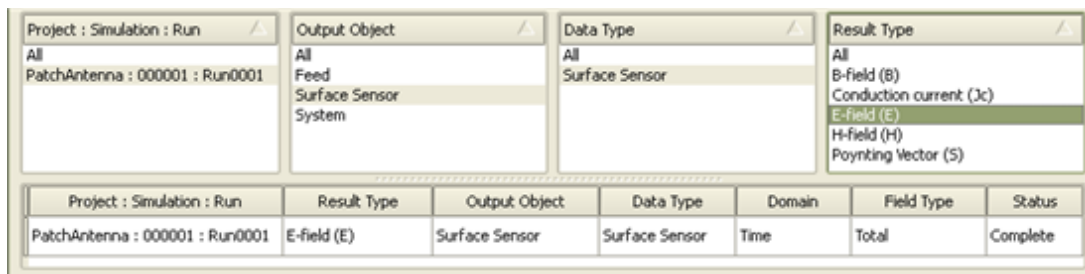 Project : Simulation : Run
All
PatchAntenna : 000001 : Run0001
Output Object
All
Feed
Surface Sensor
System
Data Type
All
Surface Sensor
Result Type
All
B-field (B)
Conduction current (Jc)
E-field (E)
H-field (H)
Poynting Vector (S)
Project : Simulation : Run Result Type Output Object Data Type Domain Field Type Status
PatchAntenna : 000001 : Run0001 E-field (E) Surface Sensor Surface Sensor Time Total Complete